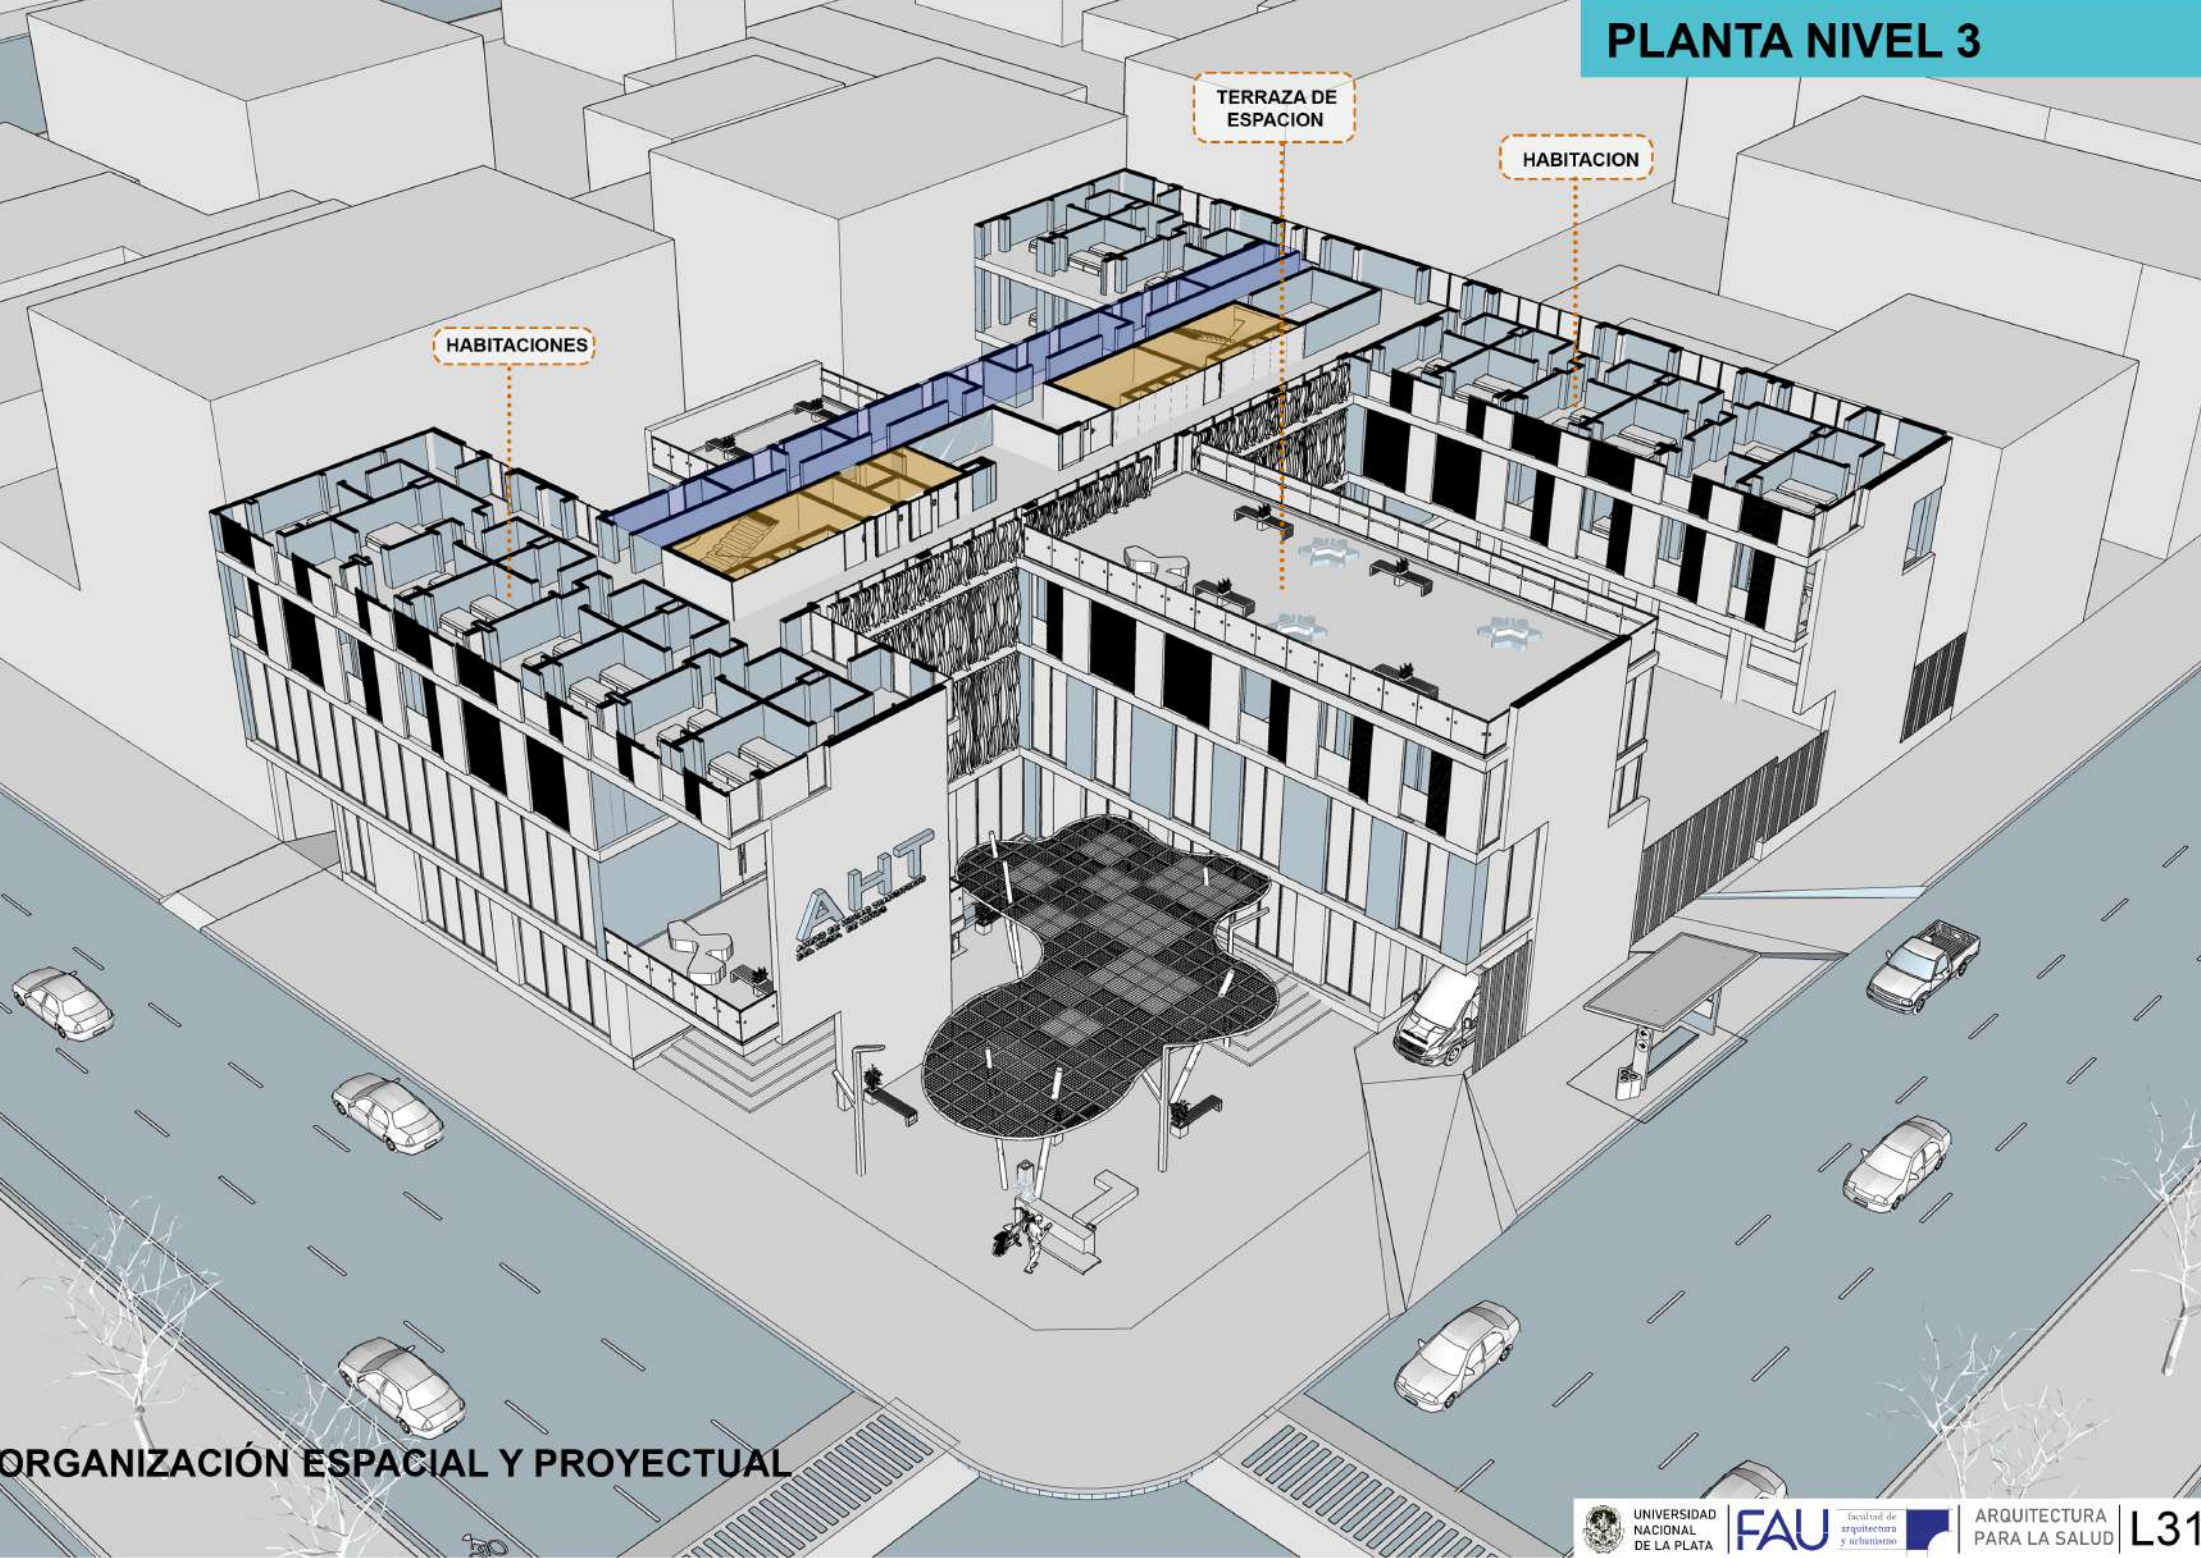 PLANTA NIVEL 3
TERRAZA DE
ESPACION
HABITACION
HABITACIONES
AHT
ORGANIZACIÓN ESPACIAL Y PROYECTUAL
UNIVERSIDAD
NACIONAL
DE LA PLATA
FAU
facultad de
arquitectura
y urbanismo
ARQUITECTURA
PARA LA SALUD
L31